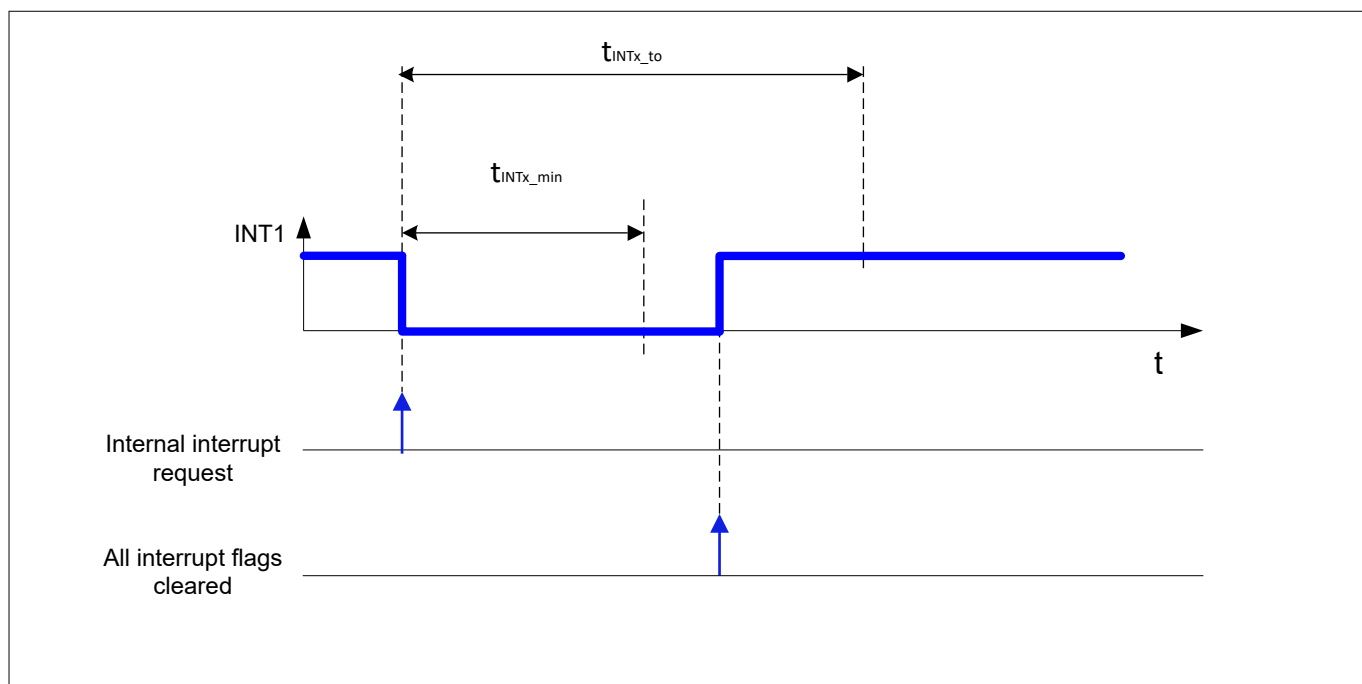 tINTx_to
tINTx_min
INT1
t
Internal interrupt
request
All interrupt flags
cleared